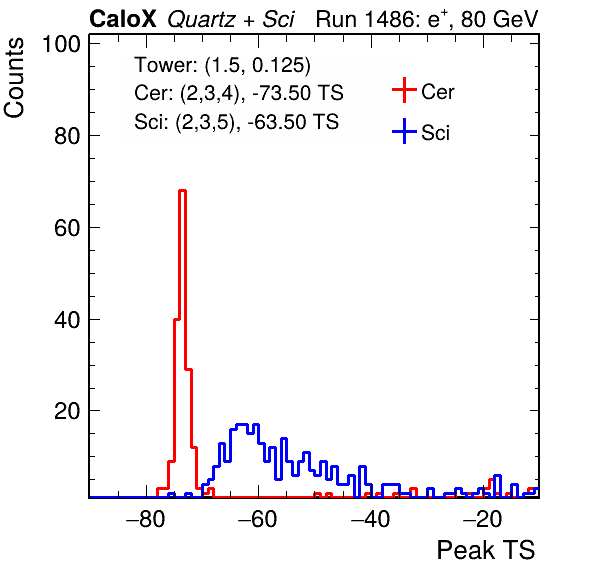 CaloX Quartz + Sci Run 1486: e+, 80 GeV
Counts
100
80
60
40
20
Tower: (1.5, 0.125)
Cer: (2,3,4), -73.50 TS
Sci: (2,3,5), -63.50 TS
Cer
Sci
−80 −60 −40 −20
Peak TS